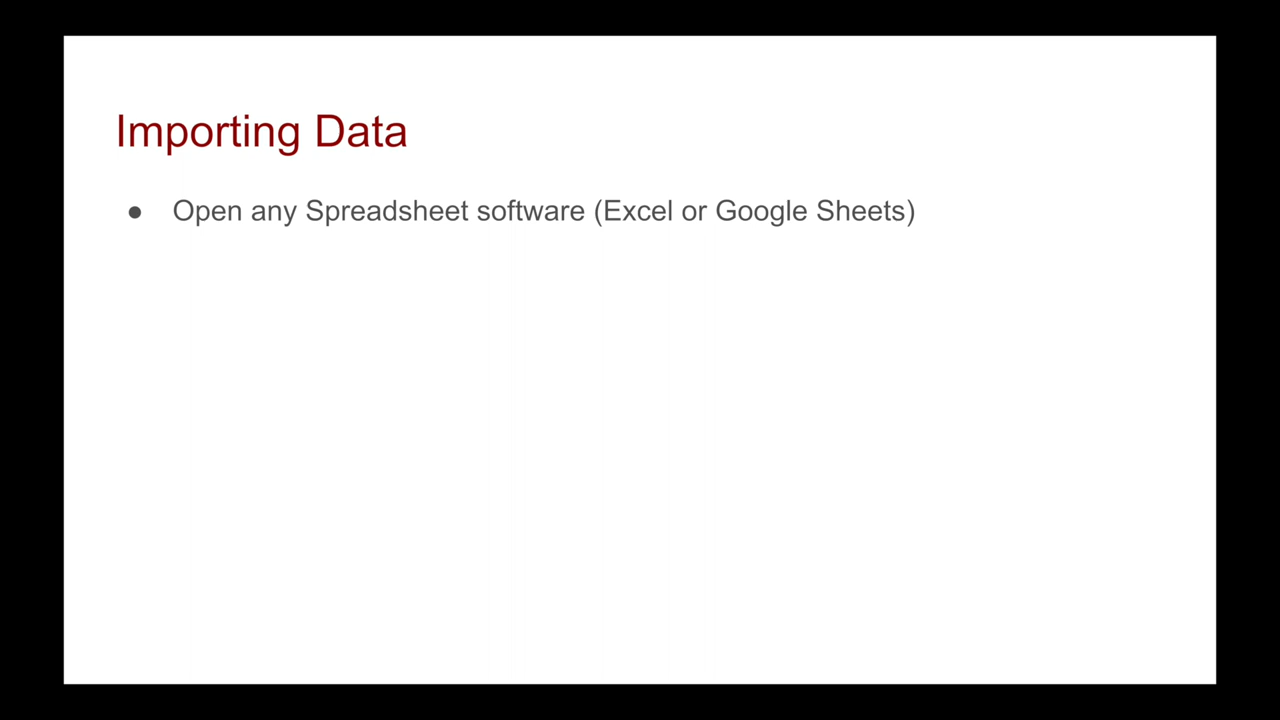 Importing Data
● Open any Spreadsheet software (Excel or Google Sheets)